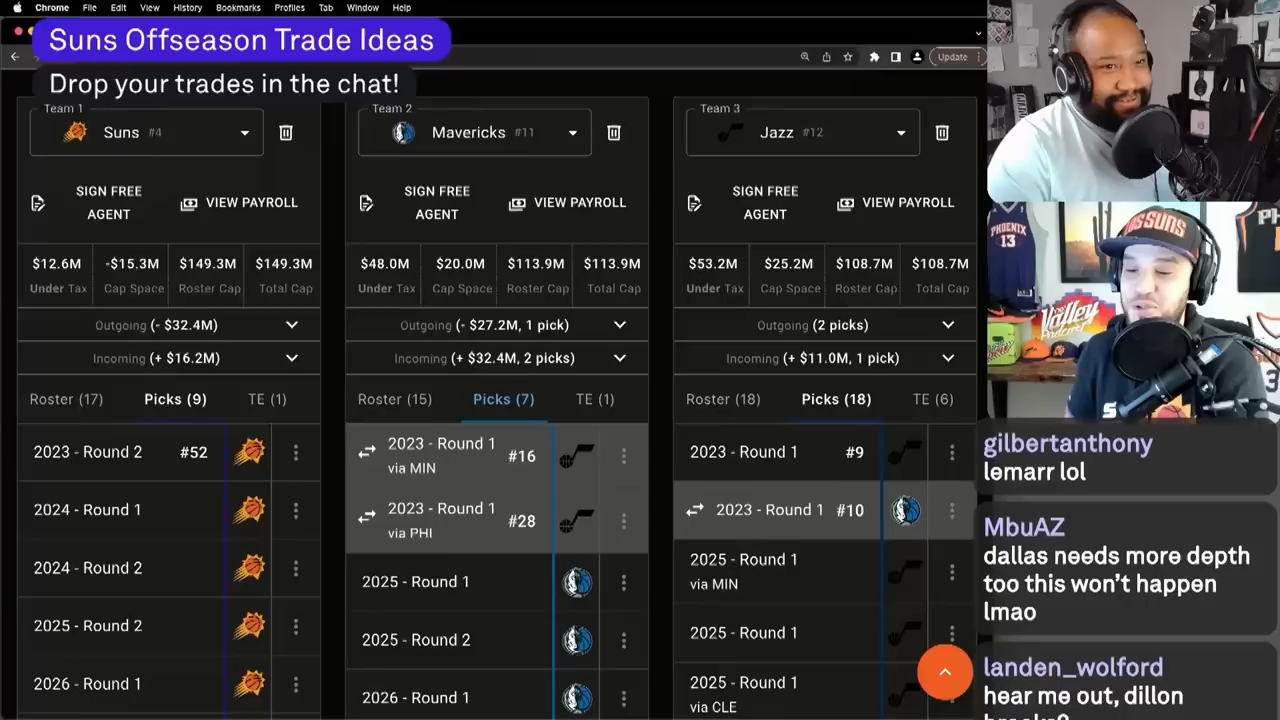 Chrome File Edit View History Bookmarks Profiles Tab Window Help
Suns Offseason Trade Ideas
Drop your trades in the chat!
Update
Team 1
Suns #4
SIGN FREE AGENT
VIEW PAYROLL
$12.6M -$15.3M $149.3M $149.3M
Under Tax Cap Space Roster Cap Total Cap
Outgoing (- $32.4M)
Incoming (+ $16.2M)
Roster (17) Picks (9) TE (1)
2023 - Round 2 #52
2024 - Round 1
2024 - Round 2
2025 - Round 2
2026 - Round 1
Team 2
Mavericks #11
SIGN FREE AGENT
VIEW PAYROLL
$48.0M $20.0M $113.9M $113.9M
Under Tax Cap Space Roster Cap Total Cap
Outgoing (- $27.2M, 1 pick)
Incoming (+ $32.4M, 2 picks)
Roster (15) Picks (7) TE (1)
2023 - Round 1 #16
via MIN
2023 - Round 1 #28
via PHI
2025 - Round 1
2025 - Round 2
2026 - Round 1
Team 3
Jazz #12
SIGN FREE AGENT
VIEW PAYROLL
$53.2M $25.2M $108.7M $108.7M
Under Tax Cap Space Roster Cap Total Cap
Outgoing (2 picks)
Incoming (+ $11.0M, 1 pick)
Roster (18) Picks (18) TE (6)
2023 - Round 1 #9
2023 - Round 1 #10
2025 - Round 1
via MIN
2025 - Round 1
2025 - Round 1
via CLE
PHOENIX
13
SUNS
Valley
gilbertanthony
lemarr lol
MbuAZ
dallas needs more depth
too this won't happen
lmao
landen_wolford
hear me out, dillon